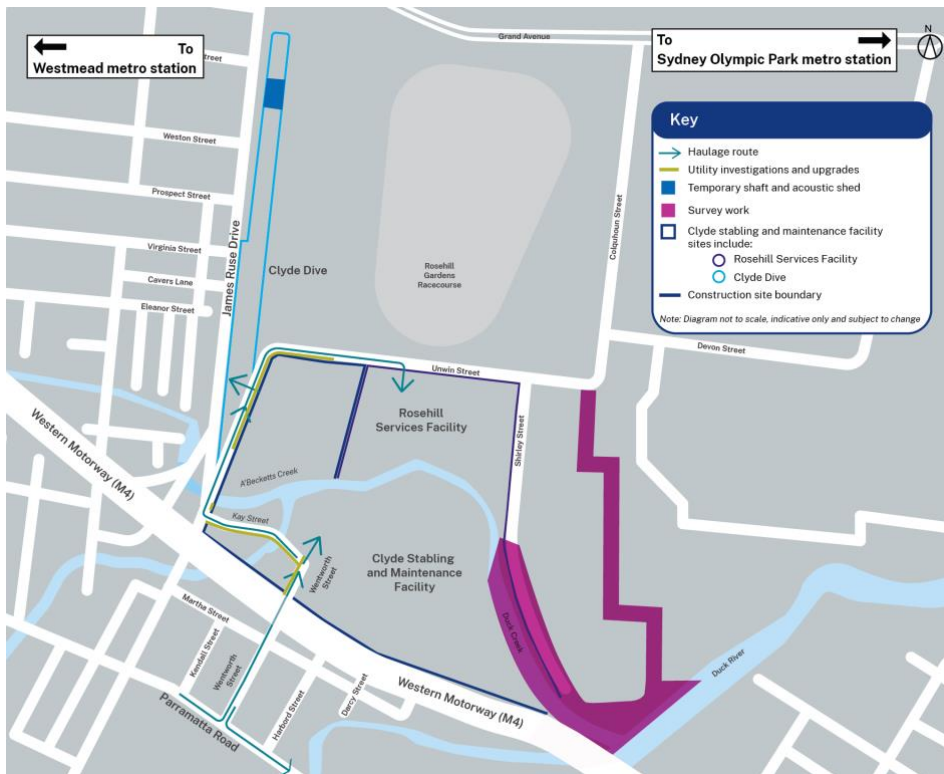 To
Westmead metro station
Street
Grand Avenue
To
Sydney Olympic Park metro station
N
Key
Haulage route
Utility investigations and upgrades
Temporary shaft and acoustic shed
Survey work
Clyde stabling and maintenance facility
sites include:
Rosehill Services Facility
Clyde Dive
Construction site boundary
Note: Diagram not to scale, indicative only and subject to change
Weston Street
Prospect Street
James Ruse Drive
Virginia Street
Cavers Lane
Eleanor Street
Clyde Dive
Rosehill
Gardens
Racecourse
Colquhoun Street
Devon Street
Unwin Street
Rosehill
Services Facility
Shirley Street
Western Motorway (M4)
A'Becketts Creek
Kay Street
Wentworth
Street
Clyde Stabling
and Maintenance
Facility
Duck Creek
Duck River
Martha Street
Kendall Street
Wentworth
Street
Harbord Street
Darcy Street
Western Motorway (M4)
Parramatta Road